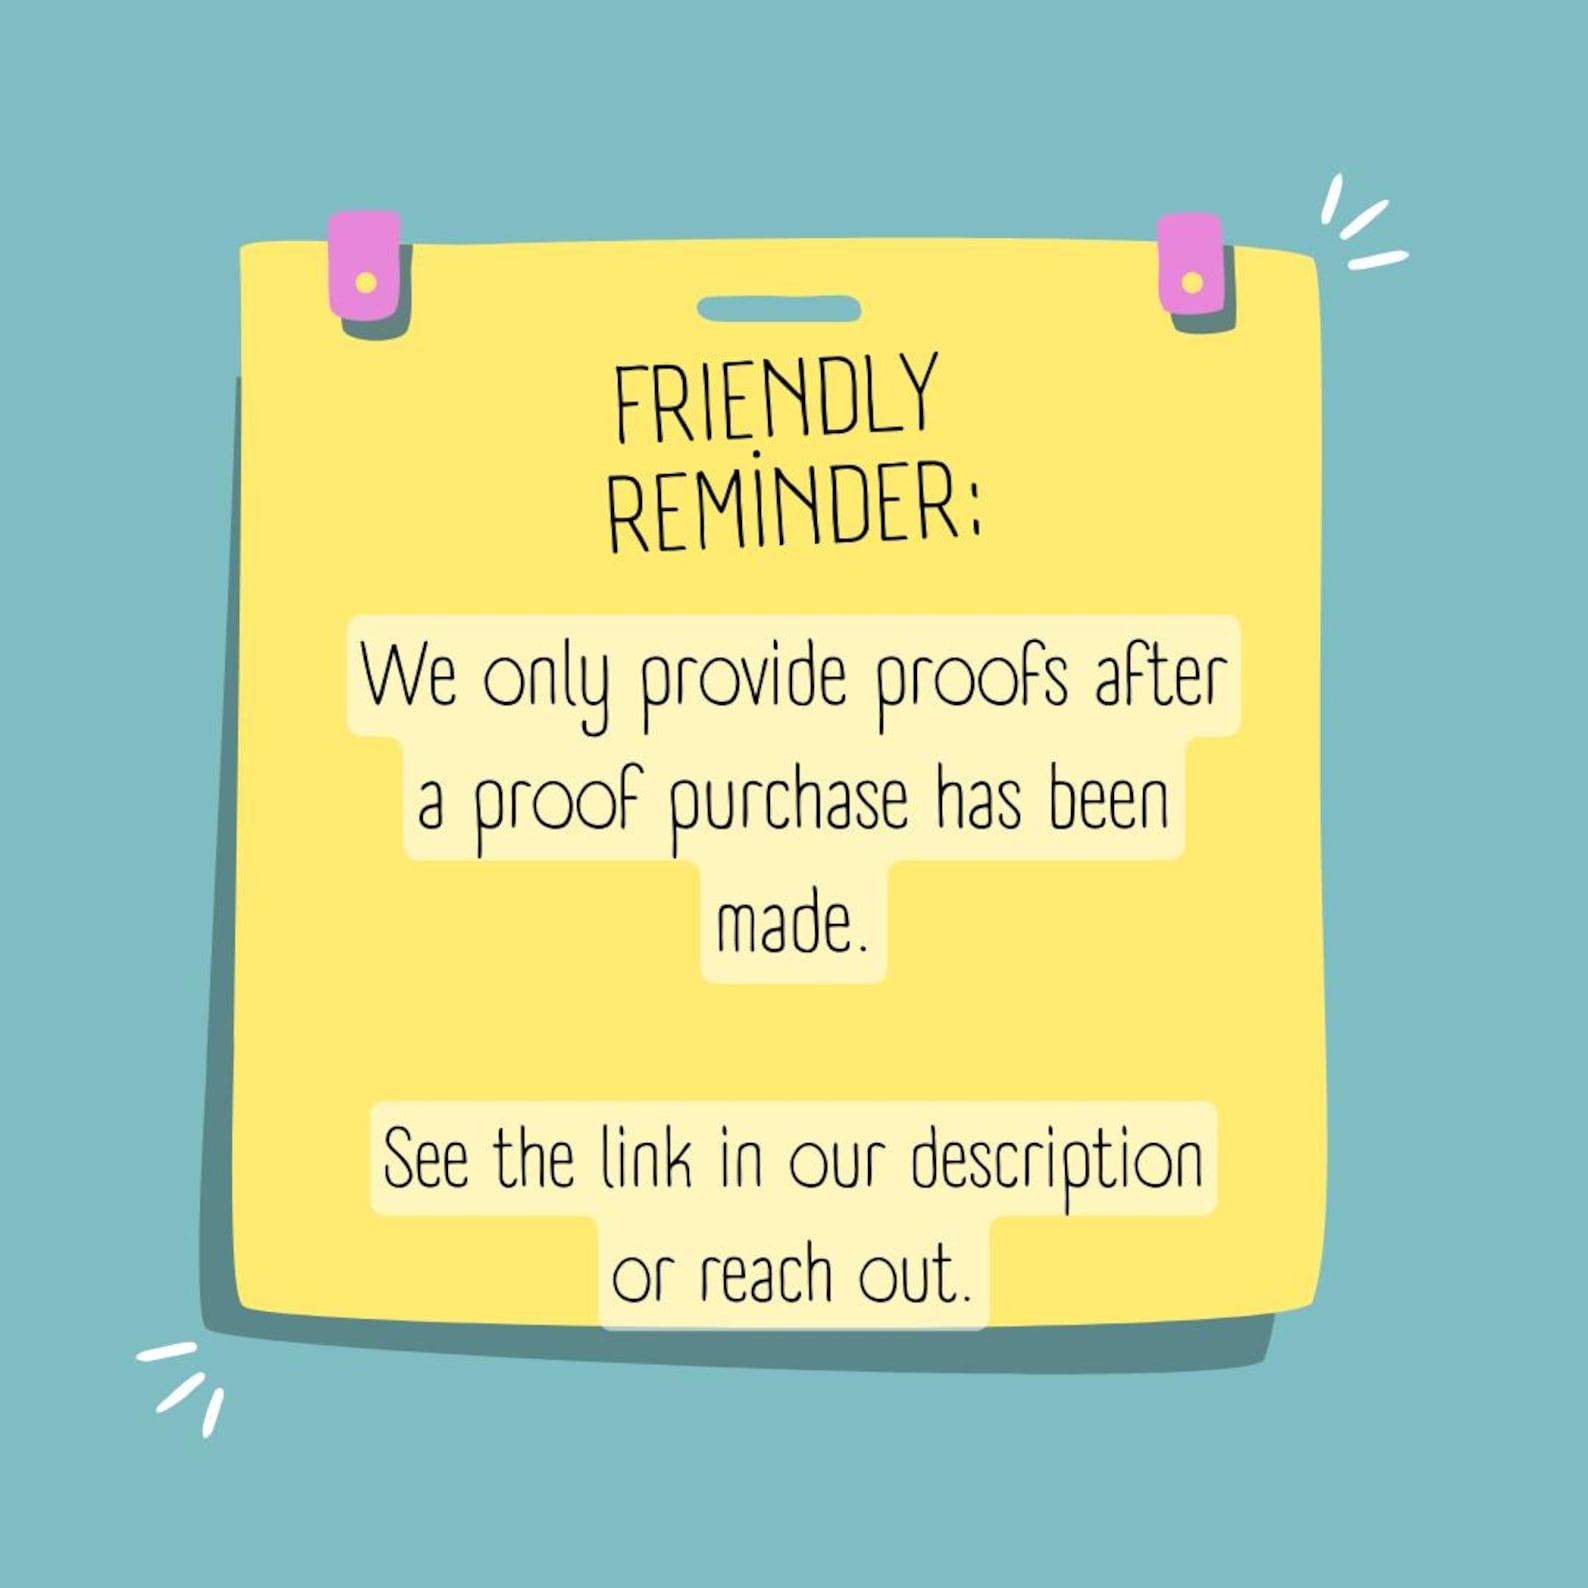 FRIENDLY
REMINDER:
We only provide proofs after
a proof purchase has been
made.
See the link in our description
or reach out.